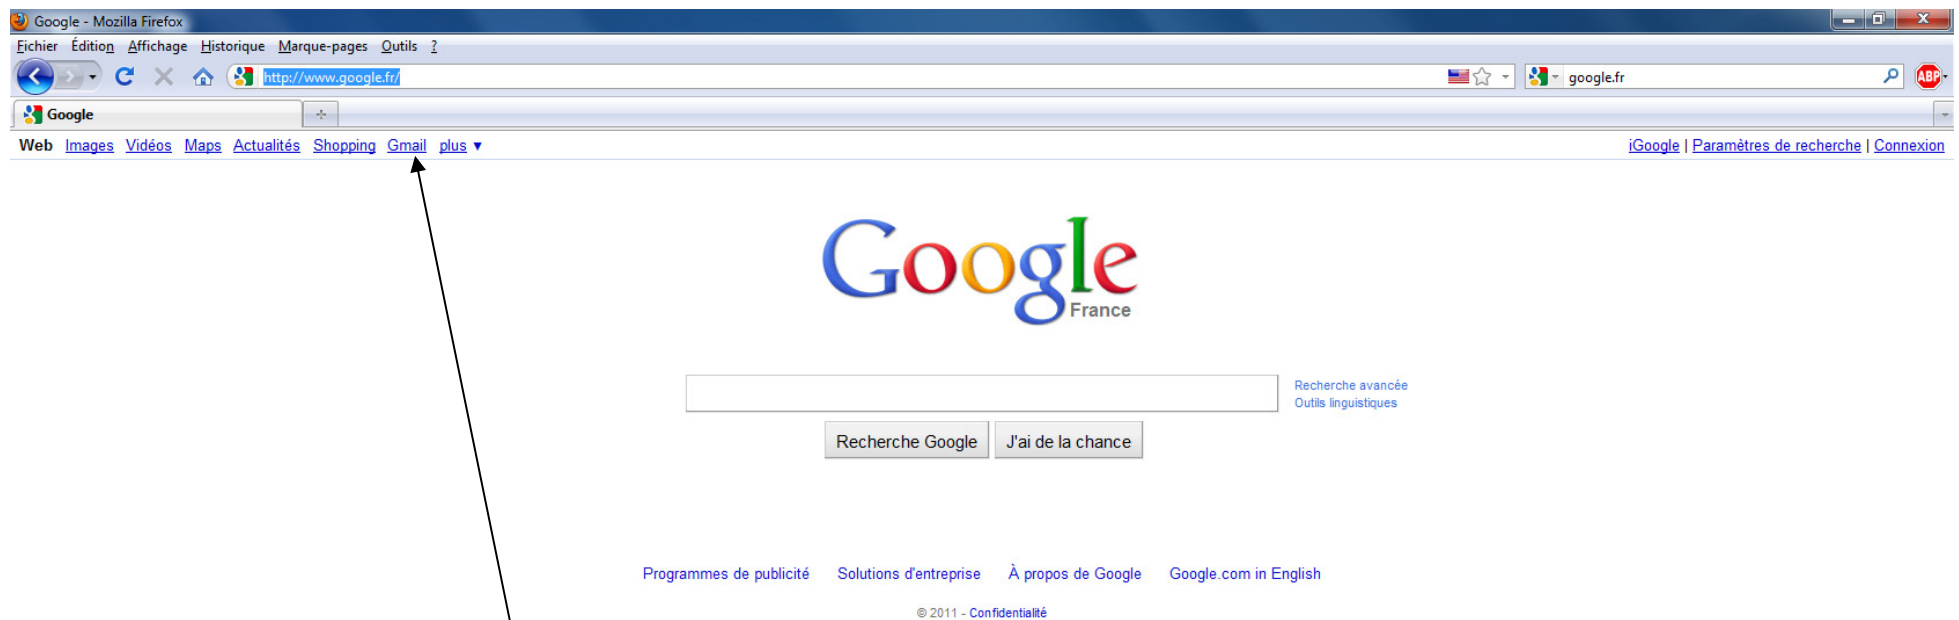 Google - Mozilla Firefox
Fichier Édition Affichage Historique Marque-pages Outils ?
http://www.google.fr/ google.fr ABP
Google
Web Images Vidéos Maps Actualités Shopping Gmail plus ▼ iGoogle | Paramètres de recherche | Connexion
Google
France
Recherche avancée
Outils linguistiques
Recherche Google J'ai de la chance
Programmes de publicité Solutions d'entreprise À propos de Google Google.com in English
© 2011 - Confidentialité